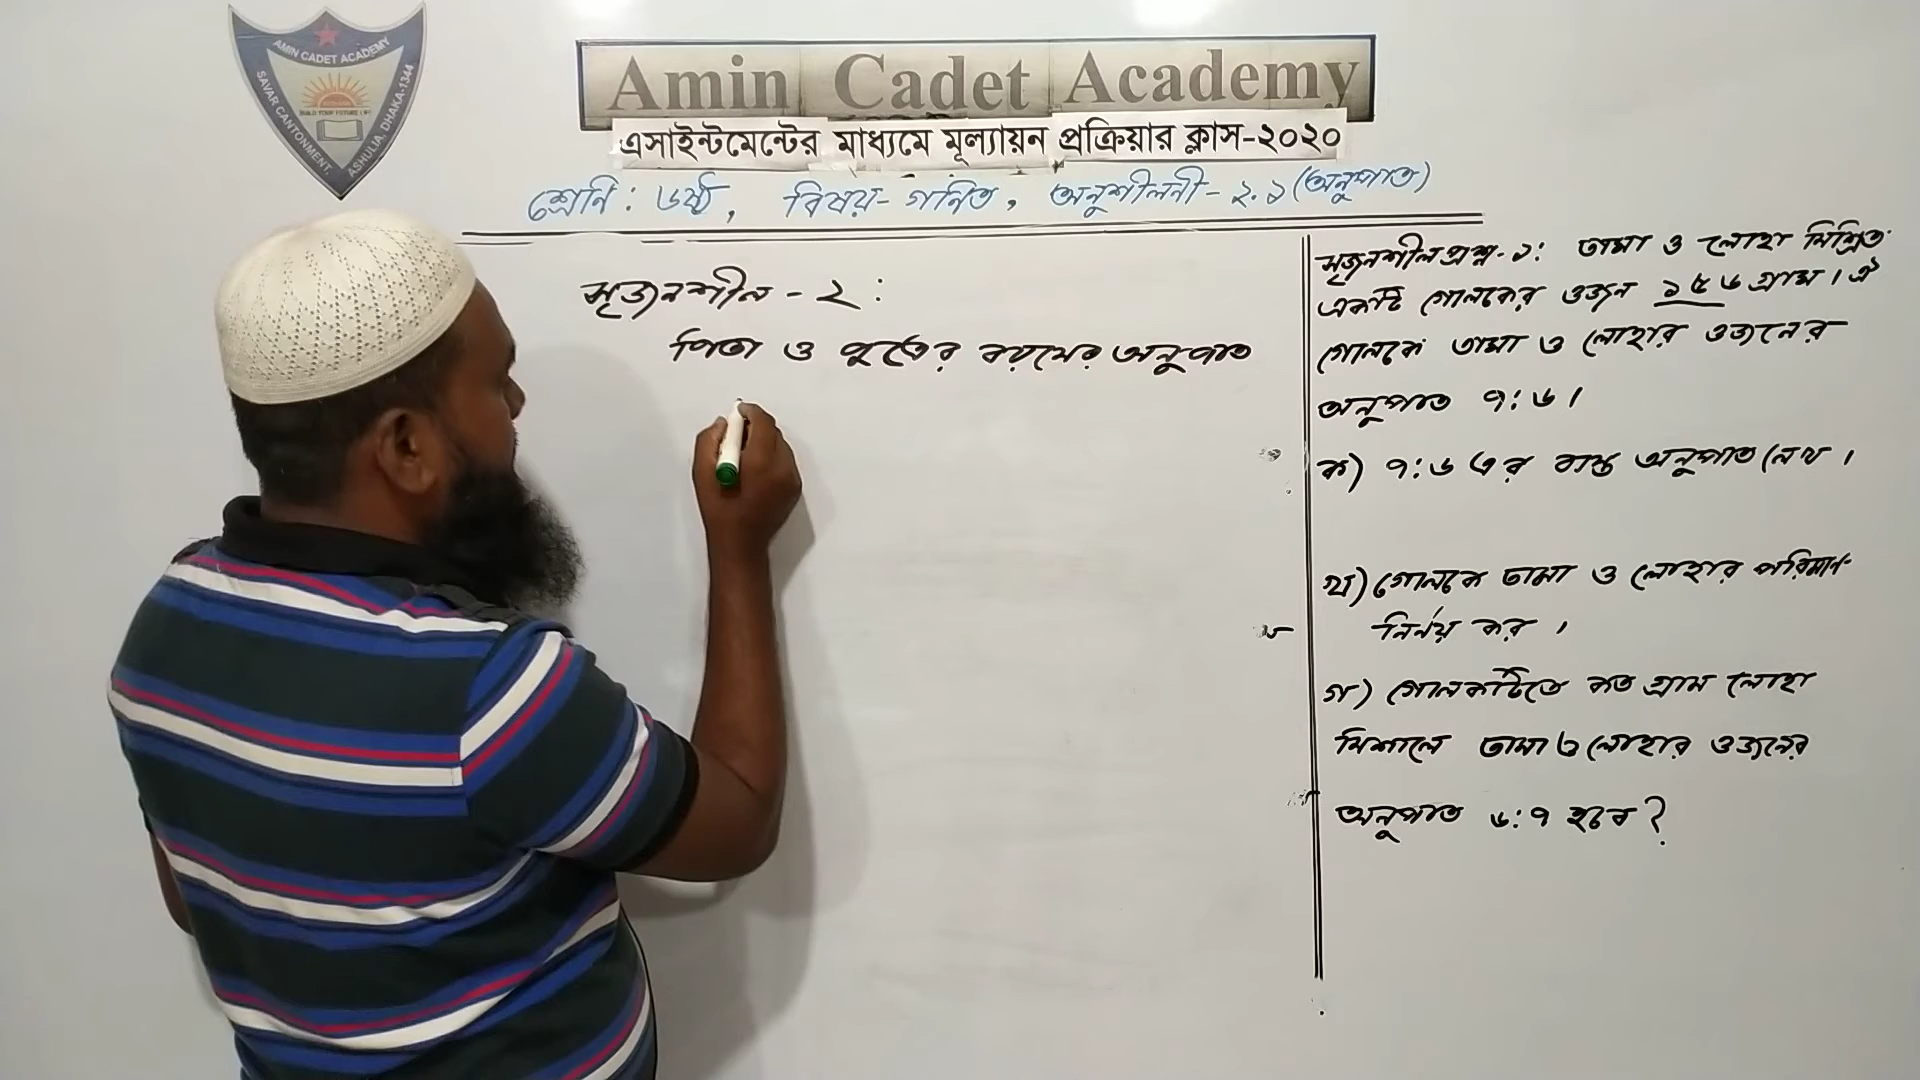 AMIN CADET ACADEMY
SAVAR CANTONMENT,
ASHULIA, DHAKA-1344
BUILD YOUR FUTURE
Amin Cadet Academy
এসাইন্টমেন্টের মাধ্যমে মূল্যায়ন প্রক্রিয়ার ক্লাস-২০২০
শ্রেণি : ৬ষ্ঠ, বিষয়- গনিত, অনুশীলনী - ২.১ (অনুপাত)
সৃজনশীল - ২ :
পিতা ও পুত্রের বয়সের অনুপাত
সৃজনশীল প্রশ্ন-১: তামা ও লোহা মিশ্রিত
একটি গোলকের ওজন ১৫৬ গ্রাম। ঐ
গোলকে তামা ও লোহার ওজনের
অনুপাত ৭:৬।
ক) ৭:৬ এর ব্যস্ত অনুপাত লেখ।
খ) গোলকে তামা ও লোহার পরিমাণ
নির্ণয় কর।
গ) গোলকটিতে কত গ্রাম লোহা
মিশালে তামা ও লোহার ওজনের
অনুপাত ৬:৭ হবে?